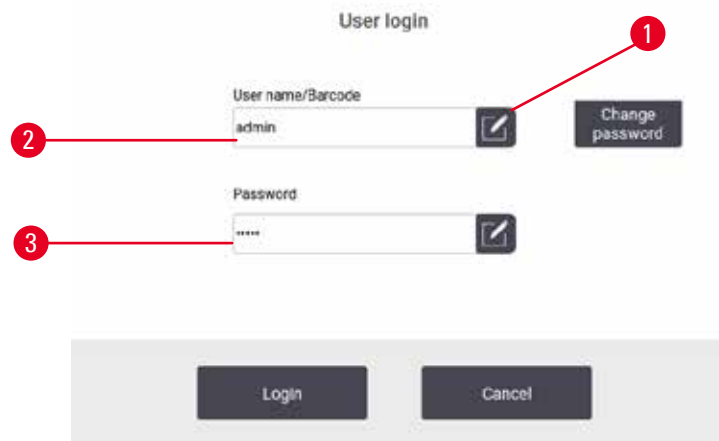 User login
1
User name/Barcode
admin
Change
password
2
Password
•••••
3
Login
Cancel